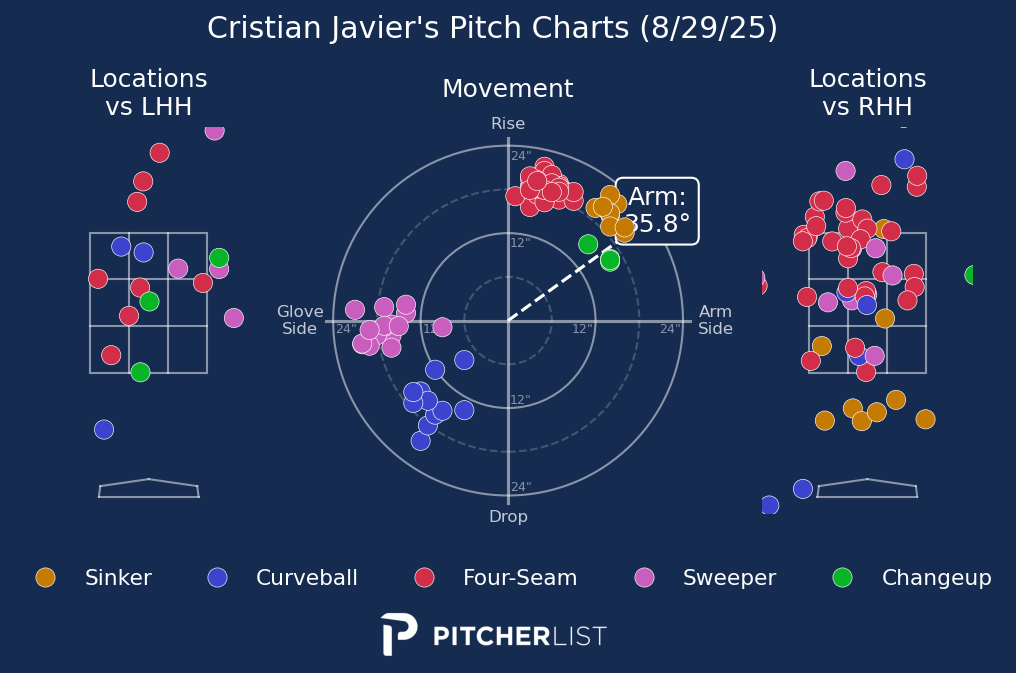 Cristian Javier's Pitch Charts (8/29/25)
Locations
vs LHH
Movement
Locations
vs RHH
Rise
24"
Arm:
35.8°
12"
Glove
Side
24"
12"
24"
Arm
Side
12"
24"
Drop
Sinker
Curveball
Four-Seam
Sweeper
Changeup
PITCHERLIST